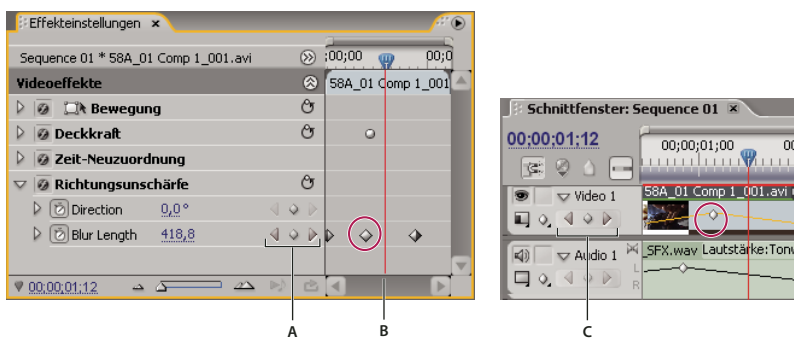 Effekteinstellungen ×
Sequence 01 * 58A_01 Comp 1_001.avi
;00;00 00;0
Videoeffekte
58A_01 Comp 1_001
Bewegung
Deckkraft
Zeit-Neuzuordnung
Richtungsunschärfe
Direction 0,0 °
Blur Length 418,8
00;00;01;12
A
B
Schnittfenster: Sequence 01 ×
00;00;01;12
00;00;01;00 00
Video 1
58A_01 Comp 1_001.avi
Audio 1
_SFX.wav Lautstärke:Tonw
L
R
C